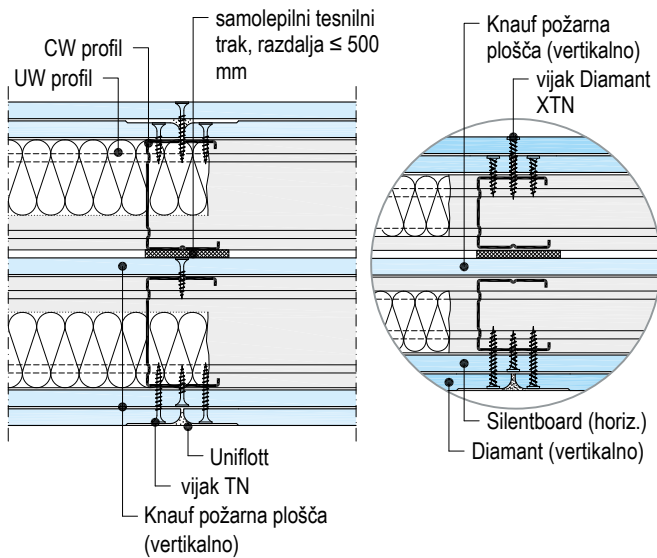 samolepilni tesnilni
trak, razdalja ≤ 500
mm
CW profil
UW profil
Knauf požarna
plošča (vertikalno)
vijak Diamant
XTN
Uniflott
vijak TN
Knauf požarna plošča
(vertikalno)
Silentboard (horiz.)
Diamant (vertikalno)